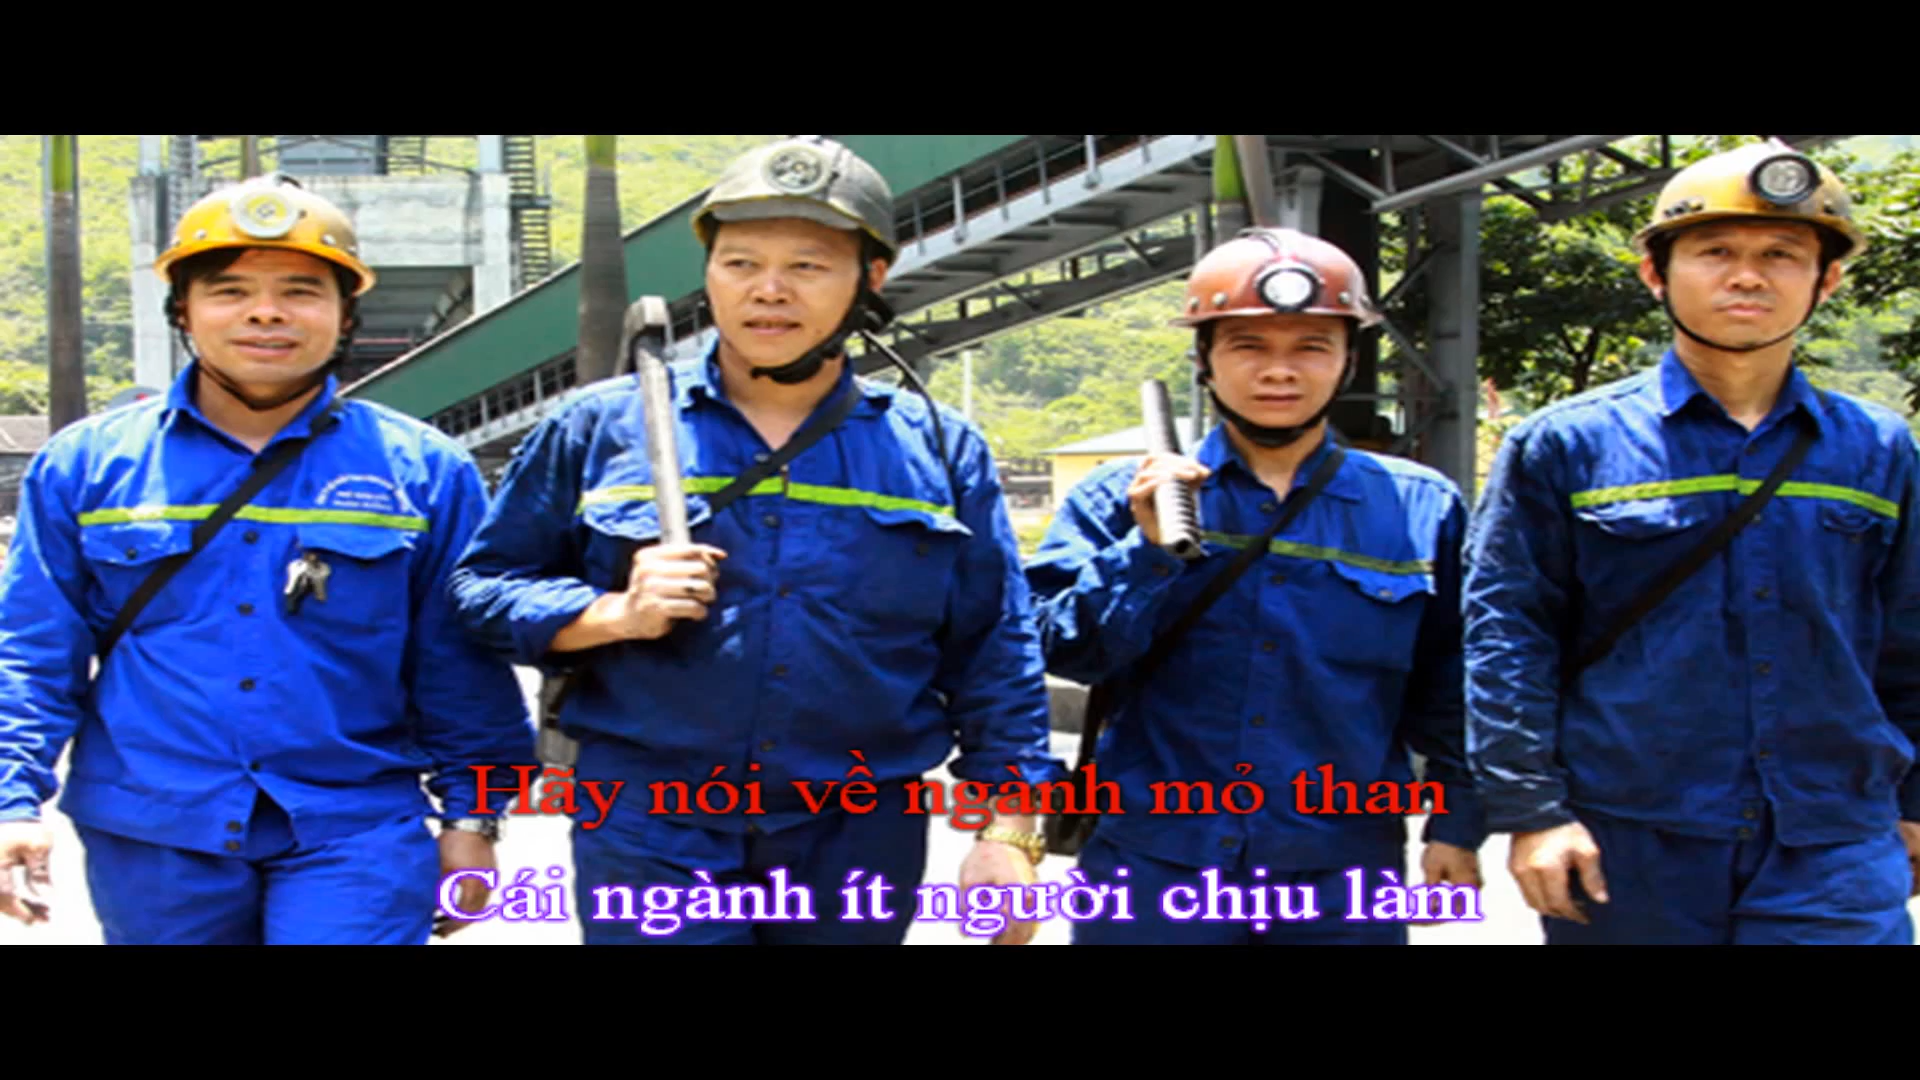 Hãy nói về ngành mỏ than
Cái ngành ít người chịu làm